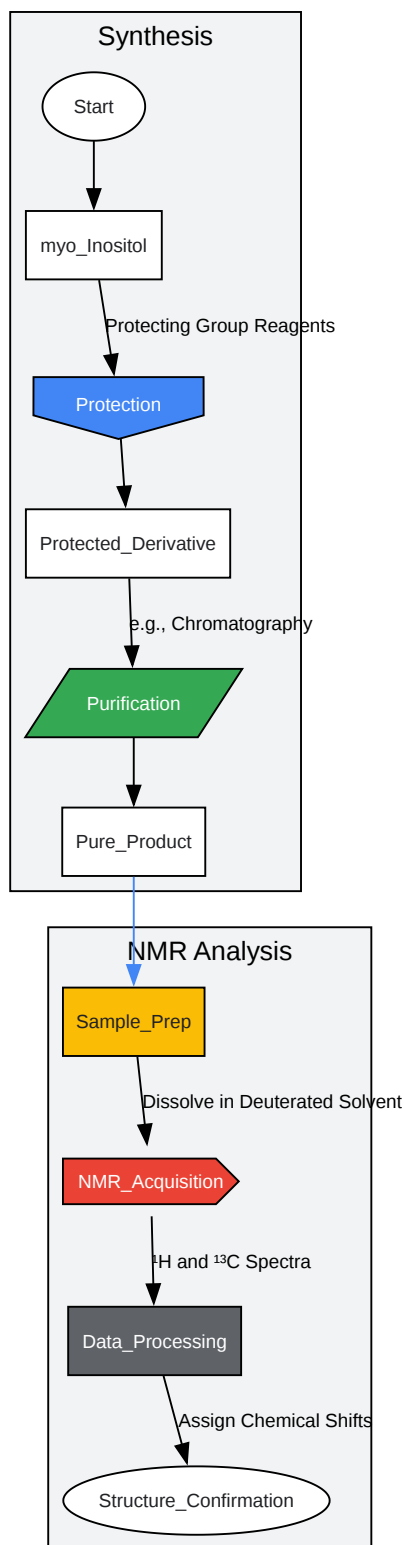 Synthesis
Start
myo_Inositol
Protecting Group Reagents
Protection
Protected_Derivative
e.g., Chromatography
Purification
Pure_Product
NMR Analysis
Sample_Prep
Dissolve in Deuterated Solvent
NMR_Acquisition
¹H and ¹³C Spectra
Data_Processing
Assign Chemical Shifts
Structure_Confirmation